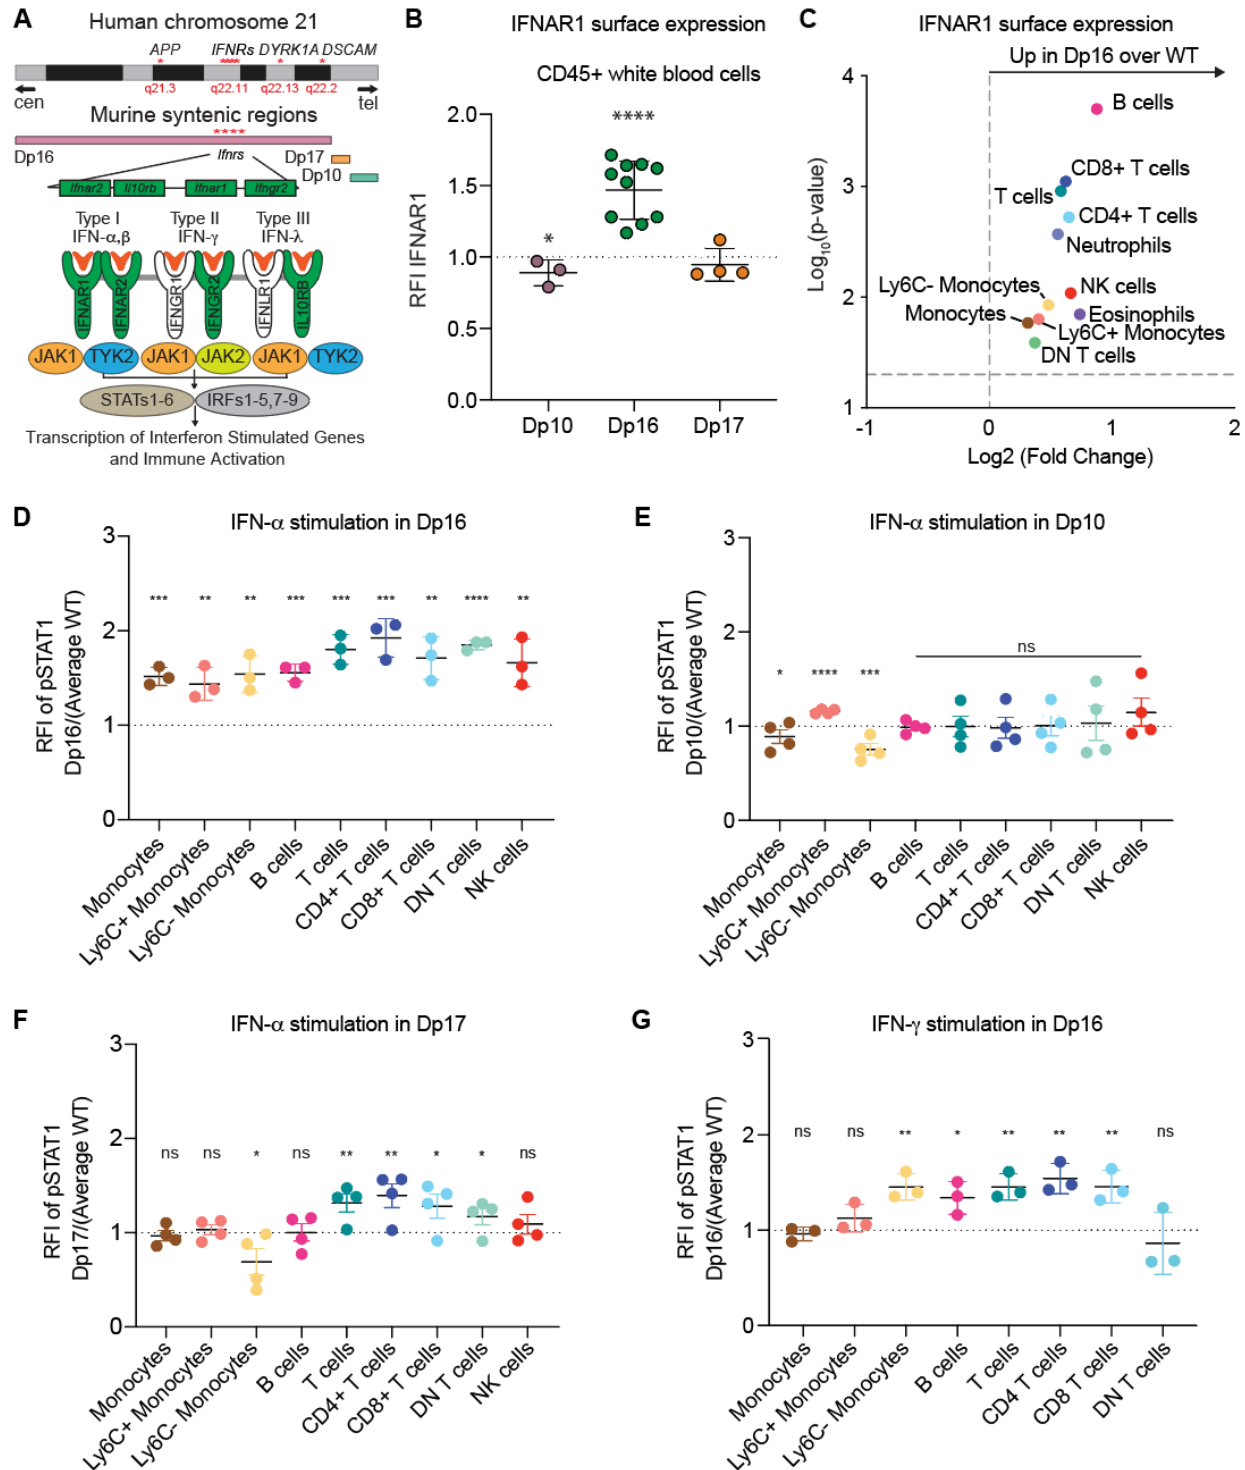 A
Human chromosome 21
APP
IFNRs DYRK1A DSCAM
* **** * *
q21.3
q22.11
q22.13
q22.2
cen
tel
Murine syntenic regions
****
Dp16
Ifnrs
Dp17
Dp10
Ifnar2
Il10rb
Ifnar1
Ifngr2
Type I
IFN-α,β
Type II
IFN-γ
Type III
IFN-λ
IFNAR1
IFNAR2
IFNGR1
IFNGR2
IFNLR1
IL10RB
JAK1
TYK2
JAK1
JAK2
JAK1
TYK2
STATs1-6
IRFs1-5,7-9
Transcription of Interferon Stimulated Genes
and Immune Activation
B
IFNAR1 surface expression
CD45+ white blood cells
RFI IFNAR1
2.0
1.5
1.0
0.5
0.0
*
****
Dp10
Dp16
Dp17
C
IFNAR1 surface expression
Up in Dp16 over WT
Log10(p-value)
4
3
2
1
B cells
CD8+ T cells
T cells
CD4+ T cells
Neutrophils
Ly6C- Monocytes
NK cells
Monocytes
Eosinophils
Ly6C+ Monocytes
DN T cells
-1
0
1
2
Log2 (Fold Change)
D
IFN-α stimulation in Dp16
RFI of pSTAT1
Dp16/(Average WT)
3
2
1
0
*** ** ** *** *** *** ** **** **
Monocytes
Ly6C+ Monocytes
Ly6C- Monocytes
B cells
T cells
CD4+ T cells
CD8+ T cells
DN T cells
NK cells
E
IFN-α stimulation in Dp10
RFI of pSTAT1
Dp10/(Average WT)
3
2
1
0
* **** *** ns
Monocytes
Ly6C+ Monocytes
Ly6C- Monocytes
B cells
T cells
CD4+ T cells
CD8+ T cells
DN T cells
NK cells
F
IFN-α stimulation in Dp17
RFI of pSTAT1
Dp17/(Average WT)
3
2
1
0
ns ns * ns ** ** * * ns
Monocytes
Ly6C+ Monocytes
Ly6C- Monocytes
B cells
T cells
CD4+ T cells
CD8+ T cells
DN T cells
NK cells
G
IFN-γ stimulation in Dp16
RFI of pSTAT1
Dp16/(Average WT)
3
2
1
0
ns ns ** * ** ** ** ns
Monocytes
Ly6C+ Monocytes
Ly6C- Monocytes
B cells
T cells
CD4 T cells
CD8 T cells
DN T cells